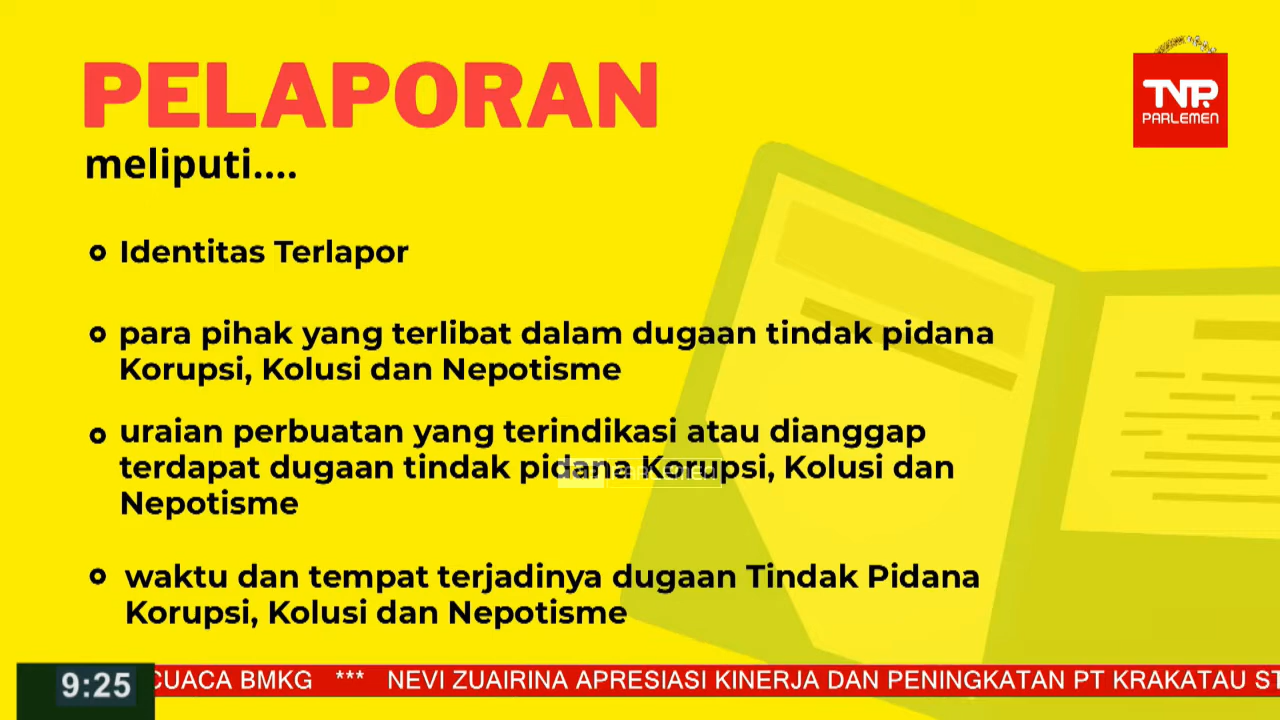 PELAPORAN
meliputi....
TVP.
PARLEMEN
Identitas Terlapor
para pihak yang terlibat dalam dugaan tindak pidana
Korupsi, Kolusi dan Nepotisme
uraian perbuatan yang terindikasi atau dianggap
terdapat dugaan tindak pidana Korupsi, Kolusi dan
Nepotisme
waktu dan tempat terjadinya dugaan Tindak Pidana
Korupsi, Kolusi dan Nepotisme
9:25
CUACA BMKG *** NEVI ZUAIRINA APRESIASI KINERJA DAN PENINGKATAN PT KRAKATAU